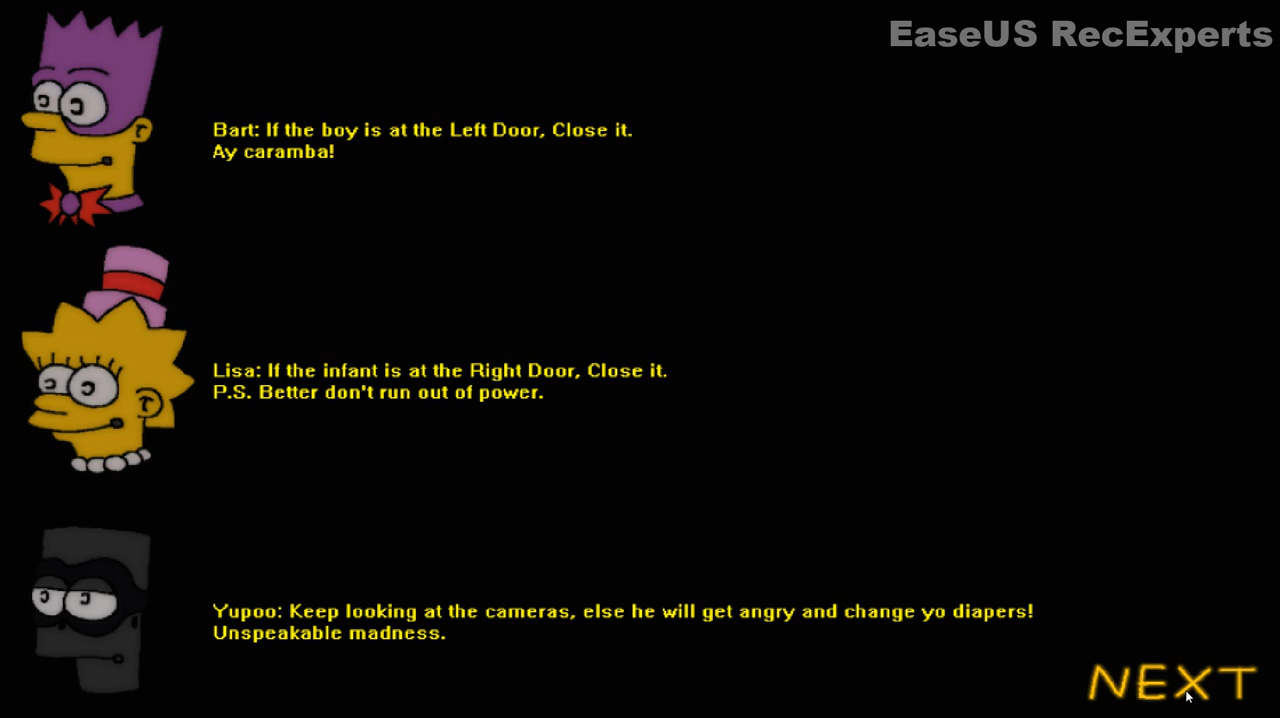 EaseUS RecExperts
Bart: If the boy is at the Left Door, Close it.
Ay caramba!
Lisa: If the infant is at the Right Door, Close it.
P.S. Better don't run out of power.
Yupoo: Keep looking at the cameras, else he will get angry and change yo diapers!
Unspeakable madness.
NEXT